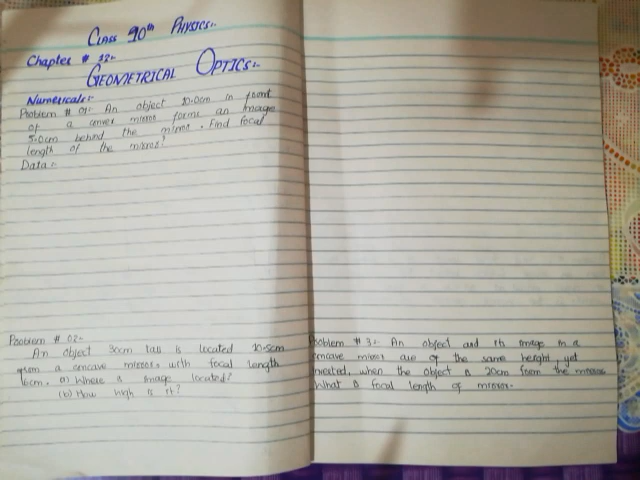 CLASS 10th PHYSICS:-
Chapter # 12:-
GEOMETRICAL OPTICS:-
Numericals:-
Problem # 01:- An object 10.0cm in front
of a convex mirror forms an image
5.0cm behind the mirror. Find focal
length of the mirror?
Data:-
Problem # 02:-
An object 30cm tall is located 10.5cm
from a concave mirror with focal length
16cm. a) Where is image located?
(b) How high is it?
Problem # 3:- An object and its image in a
concave mirror are of the same height, yet
inverted, when the object is 20cm from the mirror.
What is focal length of mirror.